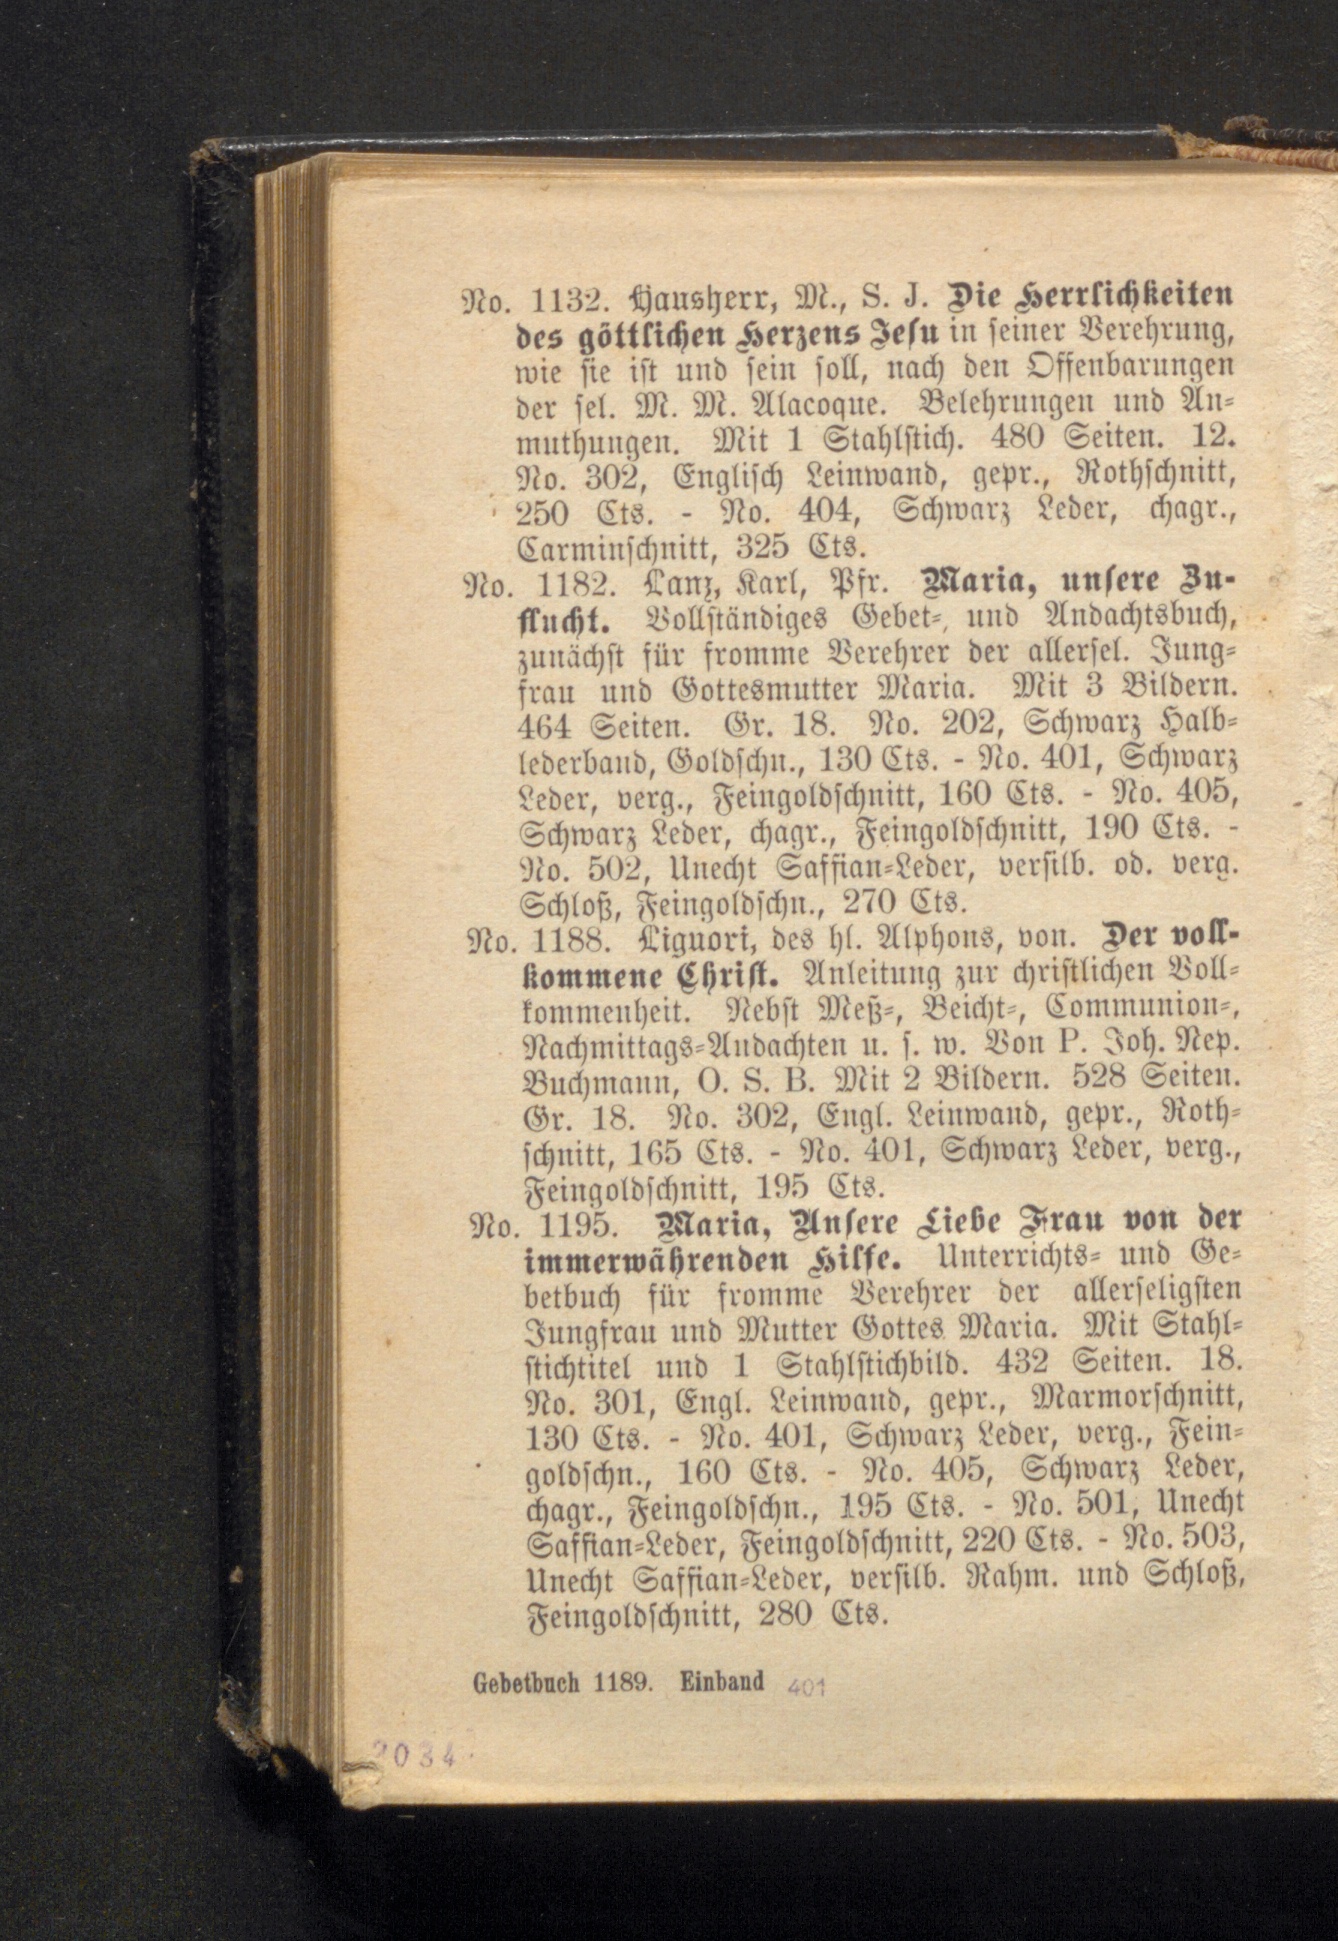 No. 1132. Hausherr, M., S. J. Die Herrlichkeiten
des göttlichen Herzens Jesu in seiner Verehrung,
wie sie ist und sein soll, nach den Offenbarungen
der sel. M. M. Alacoque. Belehrungen und An-
muthungen. Mit 1 Stahlstich. 480 Seiten. 12.
No. 302, Englisch Leinwand, gepr., Rothschnitt,
250 Cts. - No. 404, Schwarz Leder, chagr.,
Carminschnitt, 325 Cts.
No. 1182. Lanz, Karl, Pfr. Maria, unsere Zu-
flucht. Vollständiges Gebet-, und Andachtsbuch,
zunächst für fromme Verehrer der allersel. Jung-
frau und Gottesmutter Maria. Mit 3 Bildern.
464 Seiten. Gr. 18. No. 202, Schwarz Halb-
lederband, Goldschn., 130 Cts. - No. 401, Schwarz
Leder, verg., Feingoldschnitt, 160 Cts. - No. 405,
Schwarz Leder, chagr., Feingoldschnitt, 190 Cts. -
No. 502, Unecht Saffian-Leder, versilb. od. verg.
Schloß, Feingoldschn., 270 Cts.
No. 1188. Liguori, des hl. Alphons, von. Der voll-
kommene Christ. Anleitung zur christlichen Voll-
kommenheit. Nebst Meß-, Beicht-, Communion-,
Nachmittags-Andachten u. s. w. Von P. Joh. Nep.
Buchmann, O. S. B. Mit 2 Bildern. 528 Seiten.
Gr. 18. No. 302, Engl. Leinwand, gepr., Roth-
schnitt, 165 Cts. - No. 401, Schwarz Leder, verg.,
Feingoldschnitt, 195 Cts.
No. 1195. Maria, Unsere Liebe Frau von der
immerwährenden Hilfe. Unterrichts- und Ge-
betbuch für fromme Verehrer der allerseligsten
Jungfrau und Mutter Gottes Maria. Mit Stahl-
stichtitel und 1 Stahlstichbild. 432 Seiten. 18.
No. 301, Engl. Leinwand, gepr., Marmorschnitt,
130 Cts. - No. 401, Schwarz Leder, verg., Fein-
goldschn., 160 Cts. - No. 405, Schwarz Leder,
chagr., Feingoldschn., 195 Cts. - No. 501, Unecht
Saffian-Leder, Feingoldschnitt, 220 Cts. - No. 503,
Unecht Saffian-Leder, versilb. Rahm. und Schloß,
Feingoldschnitt, 280 Cts.
Gebetbuch 1189. Einband 401